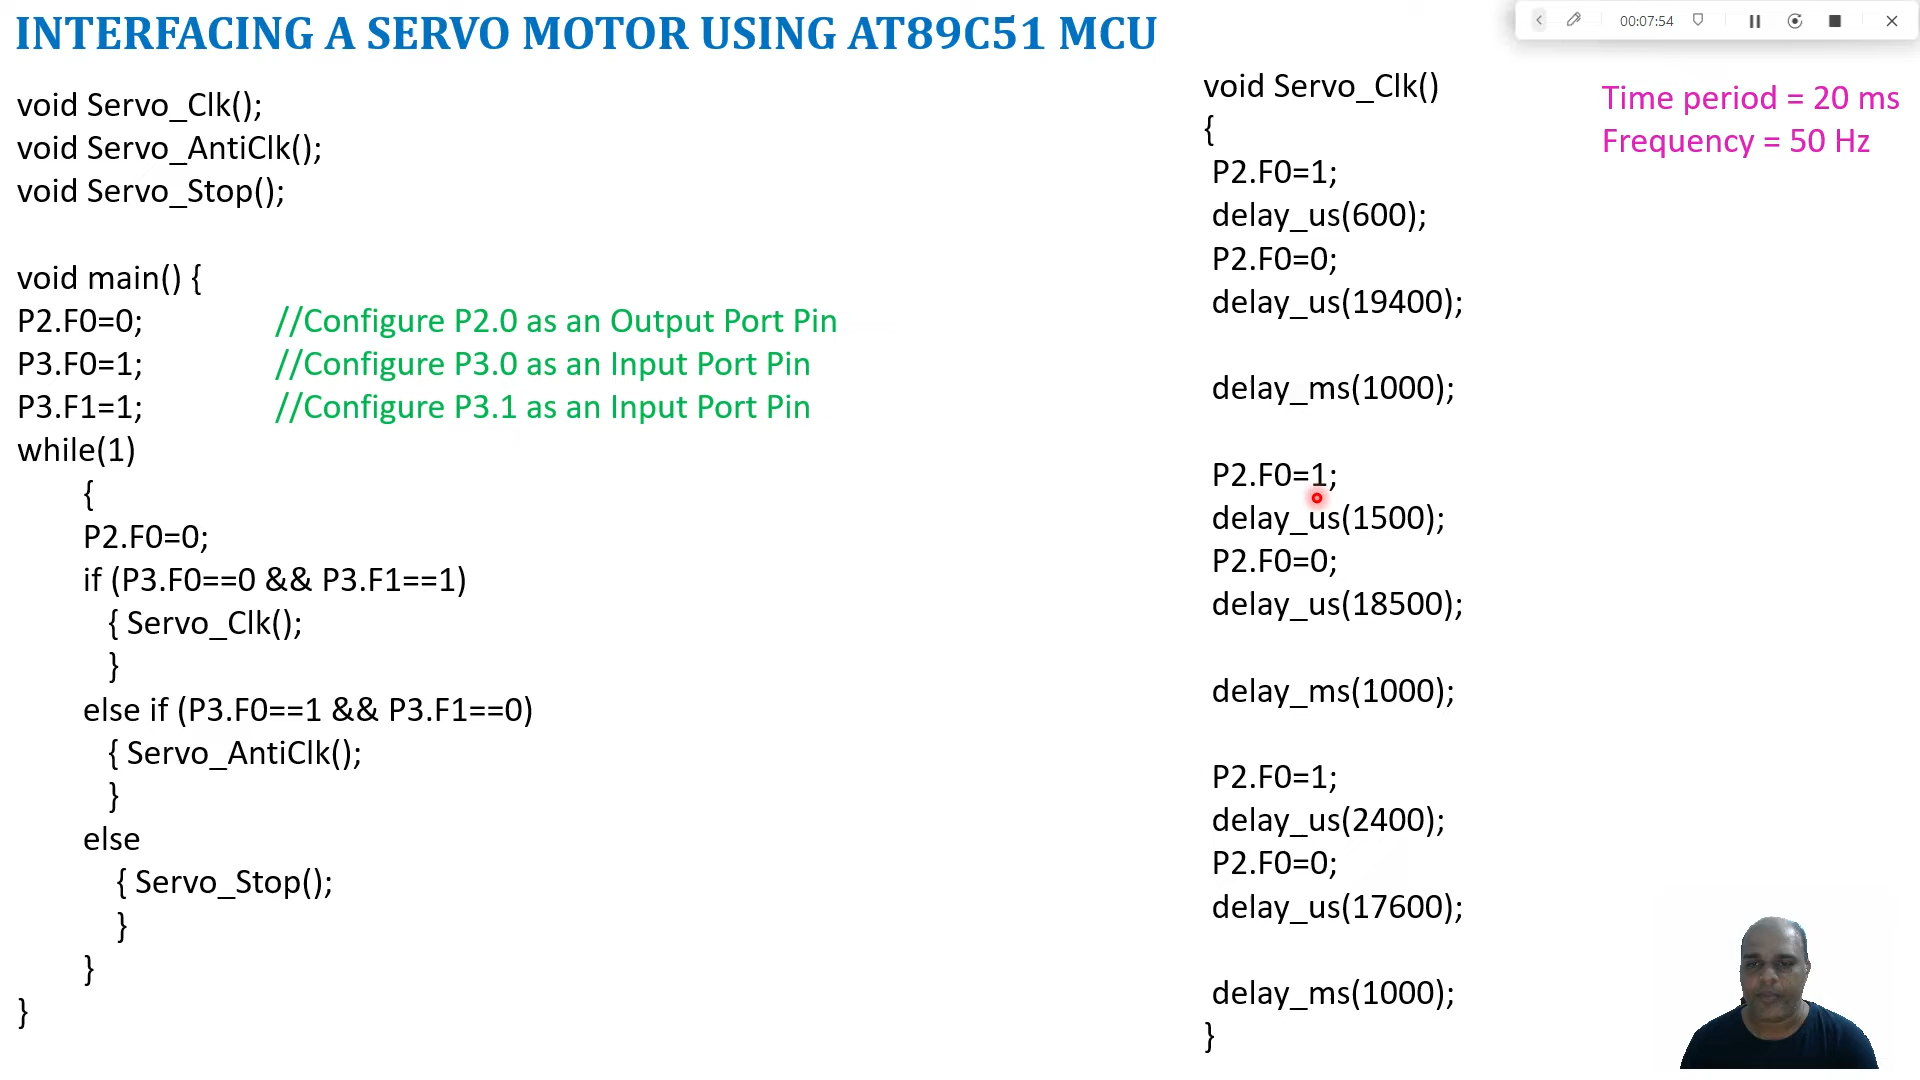 INTERFACING A SERVO MOTOR USING AT89C51 MCU
00:07:54
void Servo_Clk();
void Servo_AntiClk();
void Servo_Stop();
void main() {
P2.F0=0; //Configure P2.0 as an Output Port Pin
P3.F0=1; //Configure P3.0 as an Input Port Pin
P3.F1=1; //Configure P3.1 as an Input Port Pin
while(1)
{
P2.F0=0;
if (P3.F0==0 && P3.F1==1)
{ Servo_Clk();
}
else if (P3.F0==1 && P3.F1==0)
{ Servo_AntiClk();
}
else
{ Servo_Stop();
}
}
}
void Servo_Clk()
{
P2.F0=1;
delay_us(600);
P2.F0=0;
delay_us(19400);
delay_ms(1000);
P2.F0=1;
delay_us(1500);
P2.F0=0;
delay_us(18500);
delay_ms(1000);
P2.F0=1;
delay_us(2400);
P2.F0=0;
delay_us(17600);
delay_ms(1000);
}
Time period = 20 ms
Frequency = 50 Hz